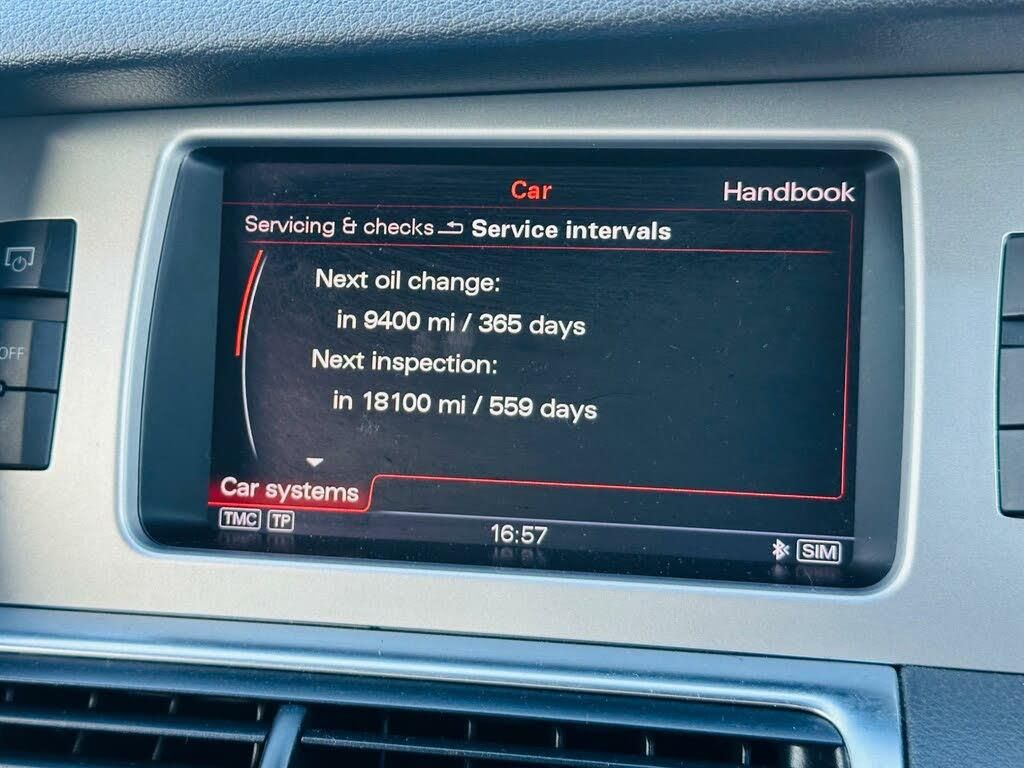 Car
Handbook
Servicing & checks Service intervals
Next oil change:
in 9400 mi / 365 days
Next inspection:
in 18100 mi / 559 days
Car systems
TMC TP
16:57
SIM
OFF